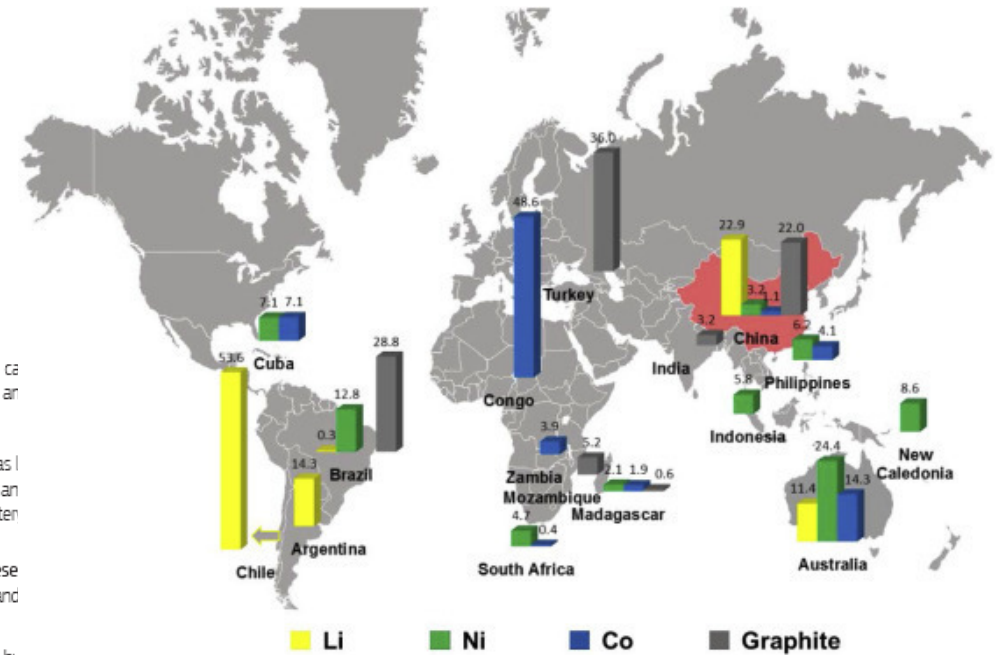 36.0
48.6
22.9
22.0
Turkey
3.2
1.1
7.1
7.1
3.2
China
6.2
4.1
28.8
Cuba
India
53.6
Philippines
ca
5.8
an
12.8
Congo
8.6
Indonesia
0.3
3.9
24.4
New
Caledonia
5.2
14.3
Brazil
Zambia
2.1
1.9
0.6
11.4
14.3
Mozambique
Madagascar
4.7
0.4
Argentina
Australia
South Africa
Chile
Li
Ni
Co
Graphite